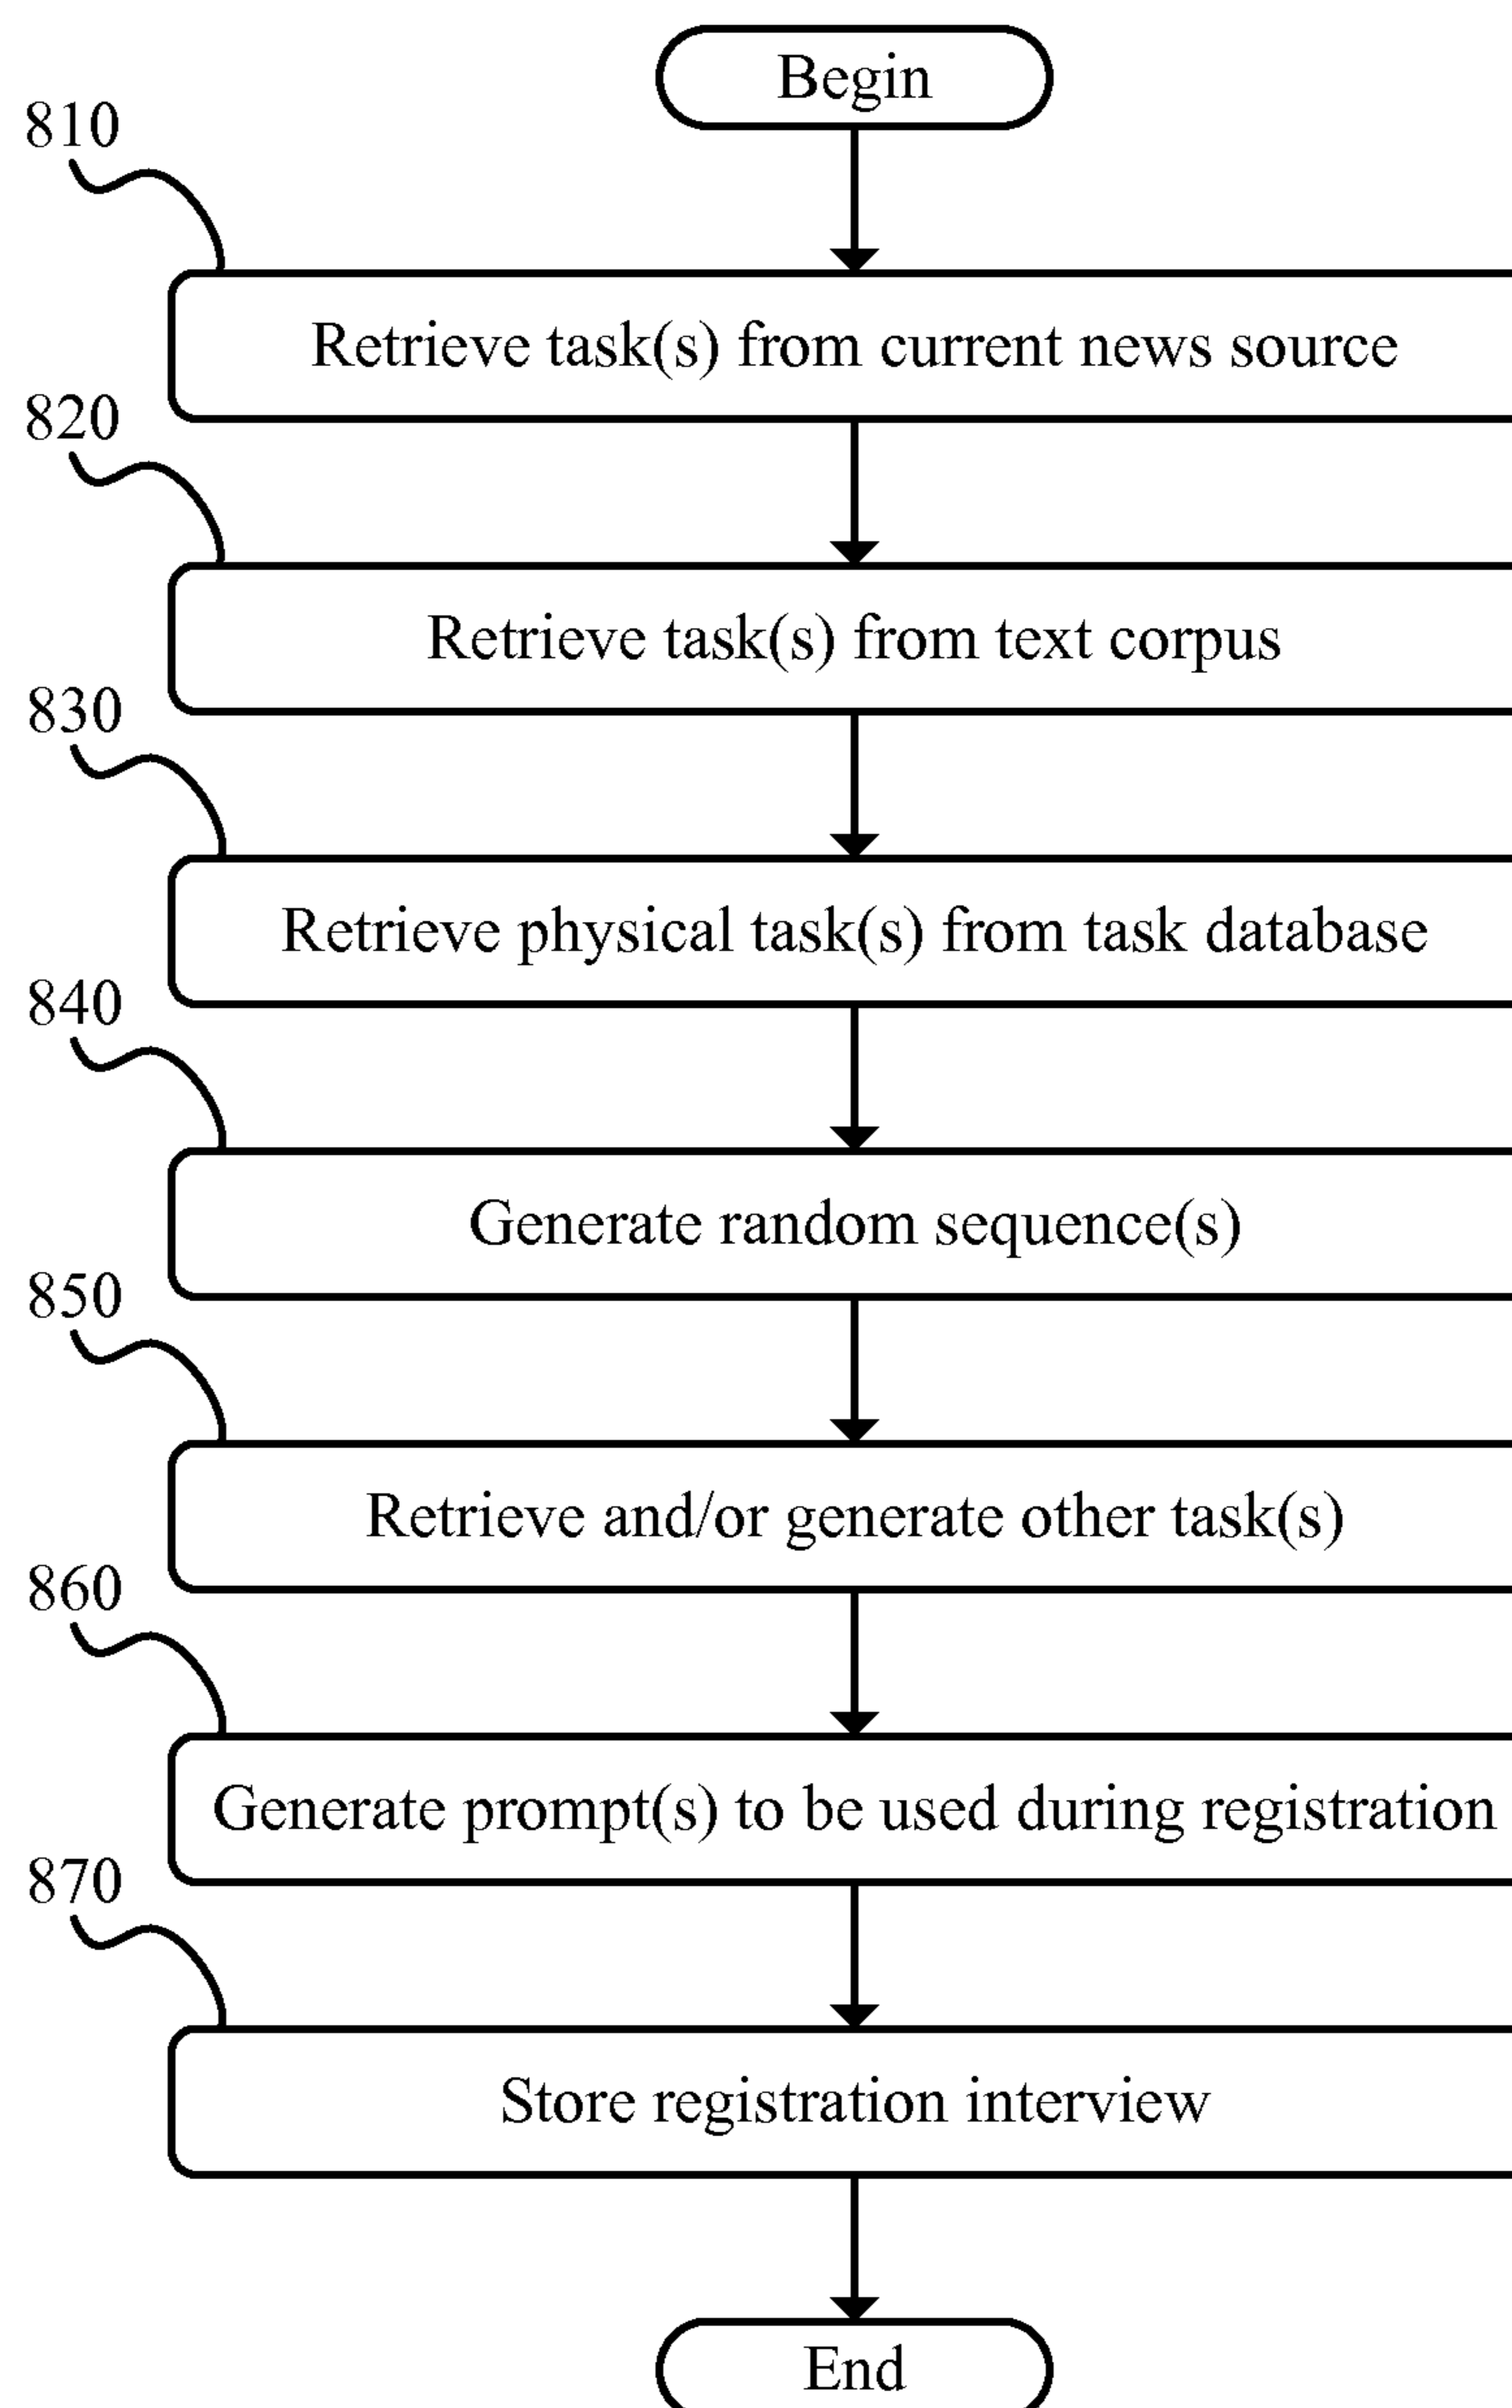 Begin
810
Retrieve task(s) from current news source
820
Retrieve task(s) from text corpus
830
Retrieve physical task(s) from task database
840
Generate random sequence(s)
850
Retrieve and/or generate other task(s)
860
Generate prompt(s) to be used during registration
870
Store registration interview
End